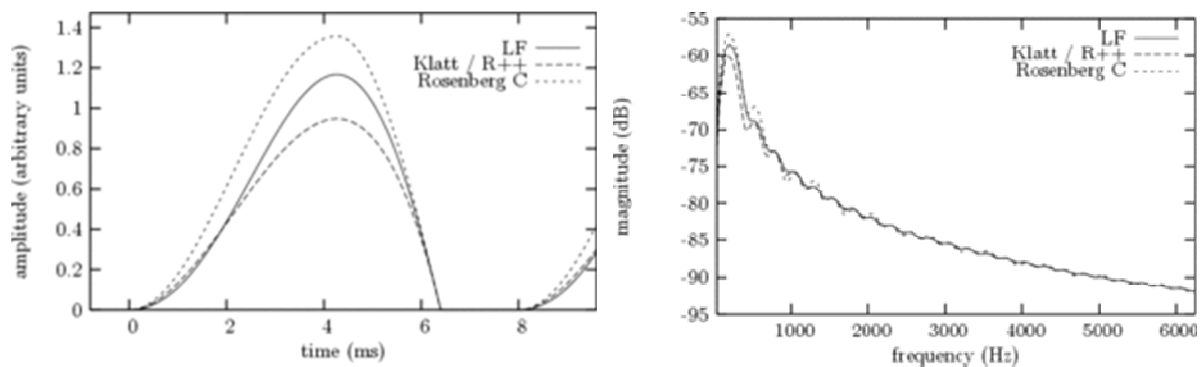 amplitude (arbitrary units)
1.4
1.2
1
0.8
0.6
0.4
0.2
0
0 2 4 6 8
time (ms)
LF
Klatt / R++
Rosenberg C
magnitude (dB)
-55
-60
-65
-70
-75
-80
-85
-90
-95
1000 2000 3000 4000 5000 6000
frequency (Hz)
LF
Klatt / R++
Rosenberg C